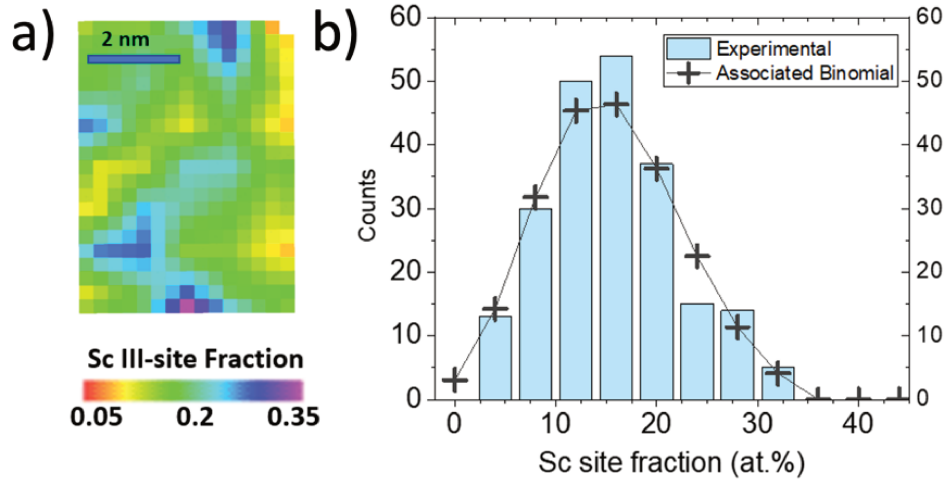 a)
2 nm
Sc III-site Fraction
0.05 0.2 0.35
b)
Experimental
Associated Binomial
60 60
50 50
40 40
30 30
20 20
10 10
0 0
Counts
0 10 20 30 40
Sc site fraction (at.%)